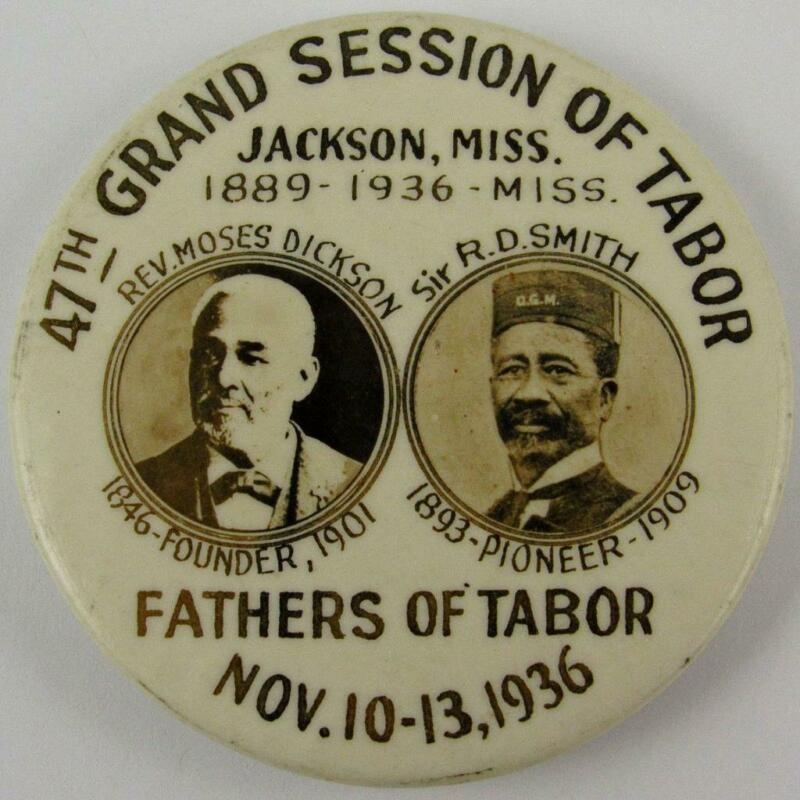 47TH GRAND SESSION OF TABOR
JACKSON, MISS.
1889-1936-MISS.
REV. MOSES DICKSON
1846-FOUNDER, 1901
Sir R.D. SMITH
O.G.M.
1893-PIONEER-1909
FATHERS OF TABOR
NOV. 10-13, 1936